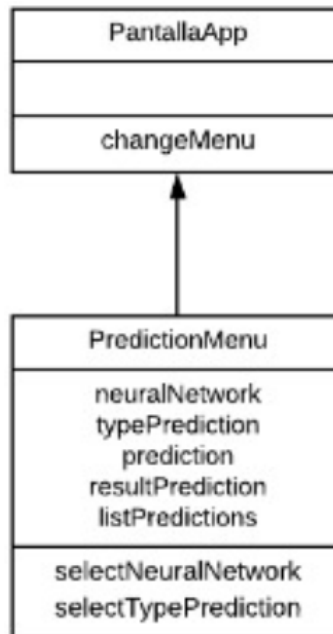 PantallaApp
changeMenu
PredictionMenu
neuralNetwork
typePrediction
prediction
resultPrediction
listPredictions
selectNeuralNetwork
selectTypePrediction